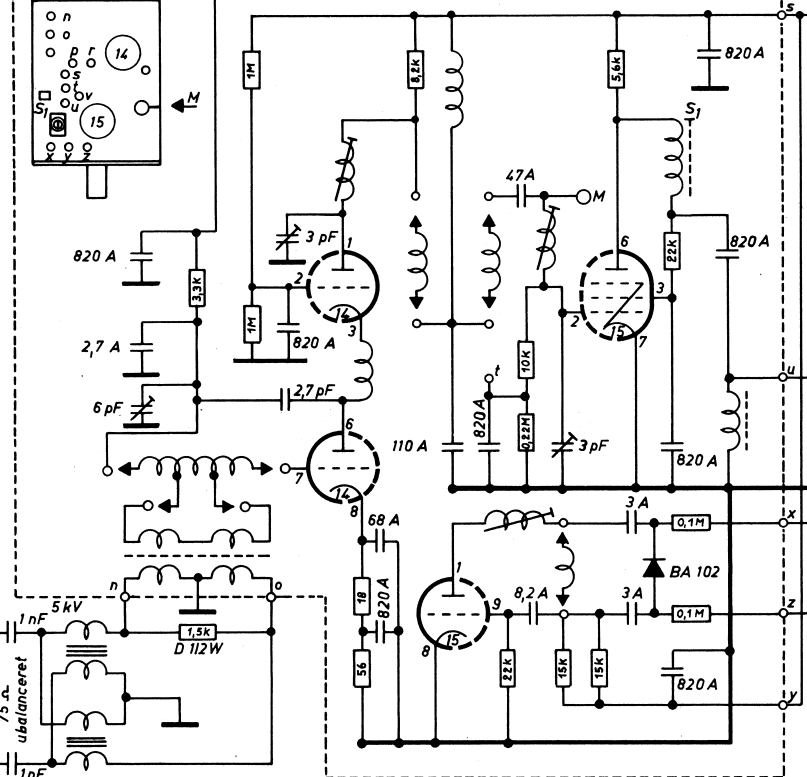 n
s
o
p r
14
820 A
s
t
v
u
S₁
M
15
1M
8,2k
5,6k
S₁
x y z
47A
M
3 pF
1
6
820 A
2
22k
820 A
3
3,3k
14
15
2
1M
3
7
820 A
2,7 A
10k
u
t
6 pF
2,7 pF
820 A
6
110 A
0,22M
3 pF
820 A
7
14
8
3 A
x
68 A
0,1M
1
BA 102
n
o
18
820 A
9
8,2 A
3 A
z
5 kV
0,1M
1 nF
1,5k
15
8
D 1/2W
56
22k
15k
15k
820 A
75 Ω
ubalanceret
y
1nF